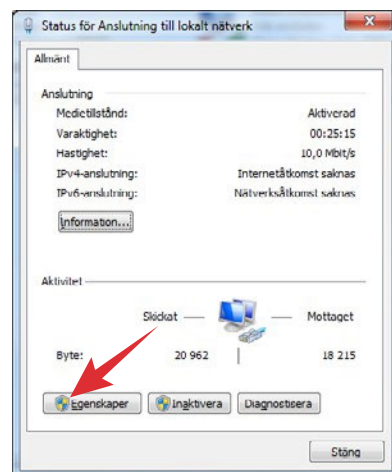 Status för Anslutning till lokalt nätverk
Allmänt
Anslutning
Medietillstånd: Aktiverad
Varaktighet: 00:25:15
Hastighet: 10,0 Mbit/s
IPv4-anslutning: Internetåtkomst saknas
IPv6-anslutning: Nätverksåtkomst saknas
Information...
Aktivitet
Skickat Mottaget
Byte: 20 962 18 215
Egenskaper Inaktivera Diagnostisera
Stäng